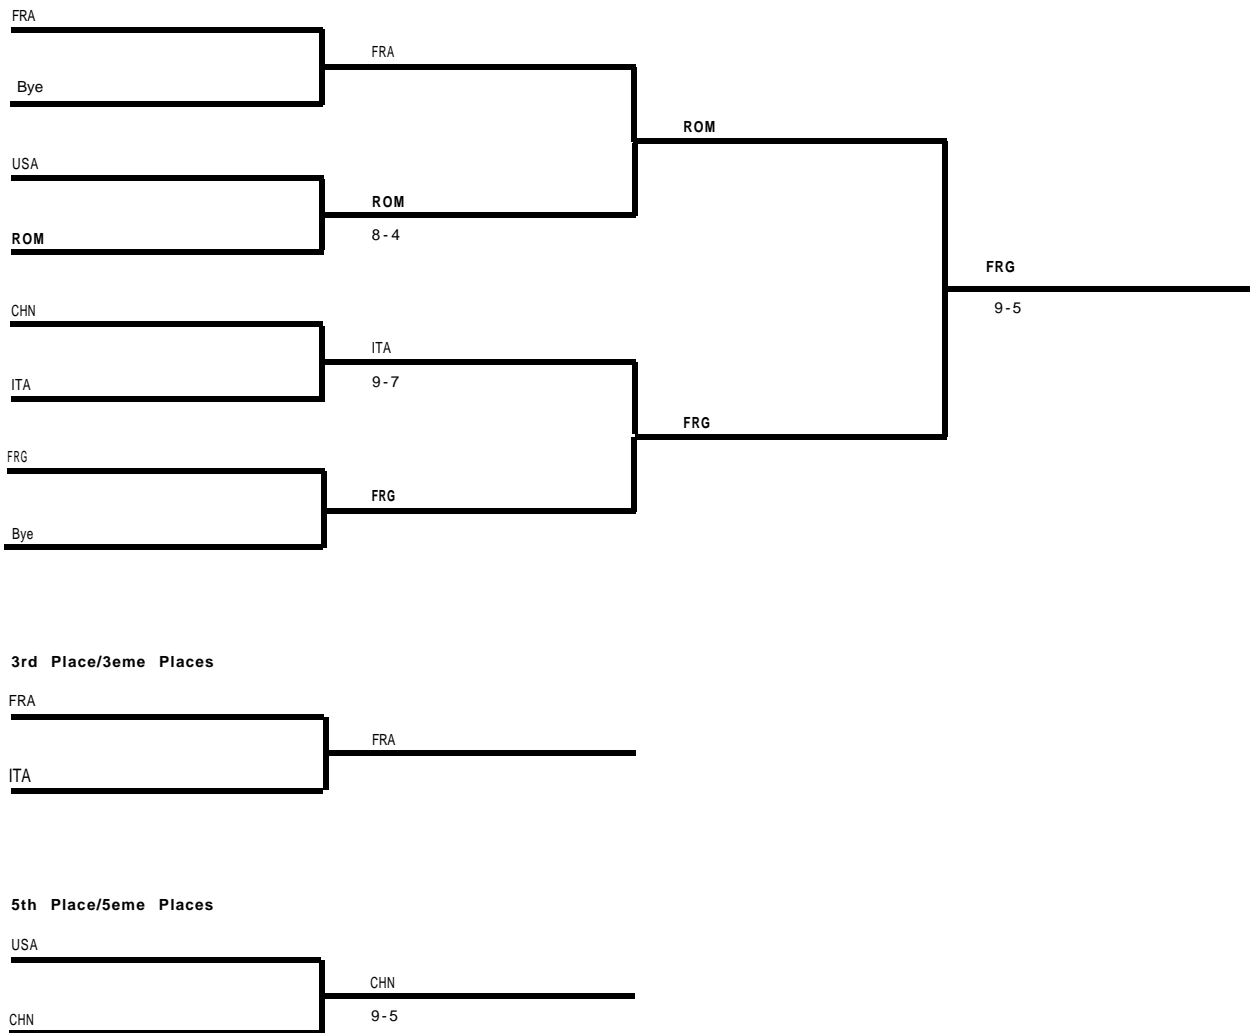 FRA
FRA
Bye
ROM
USA
ROM
8-4
ROM
FRG
9-5
CHN
ITA
9-7
ITA
FRG
FRG
FRG
Bye
3rd Place/3eme Places
FRA
FRA
ITA
5th Place/5eme Places
USA
CHN
9-5
CHN